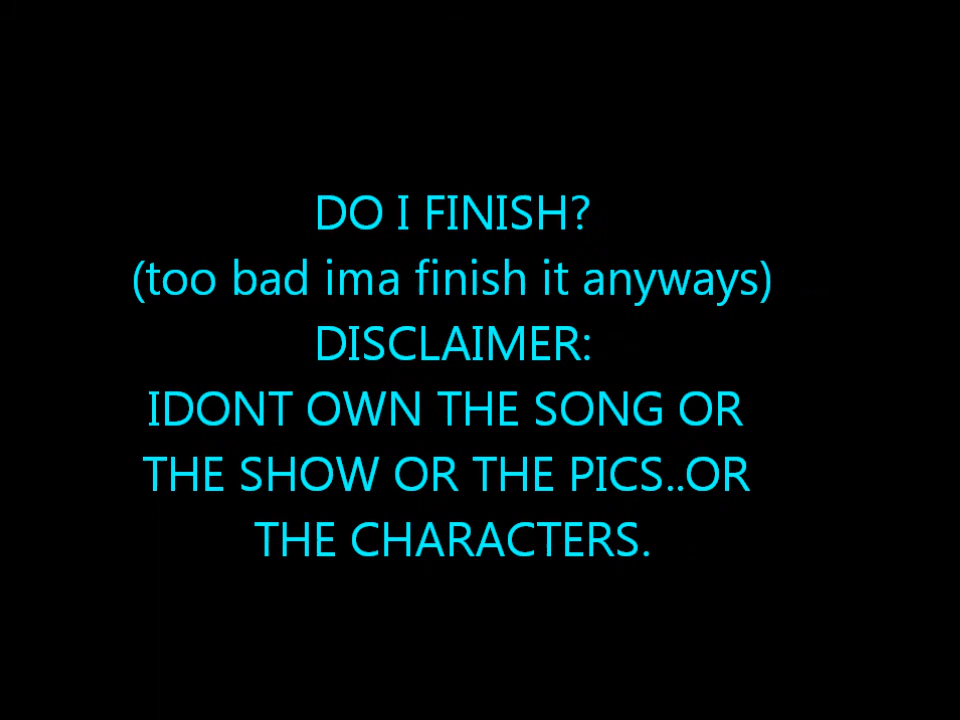 DO I FINISH?
(too bad ima finish it anyways)
DISCLAIMER:
IDONT OWN THE SONG OR
THE SHOW OR THE PICS..OR
THE CHARACTERS.